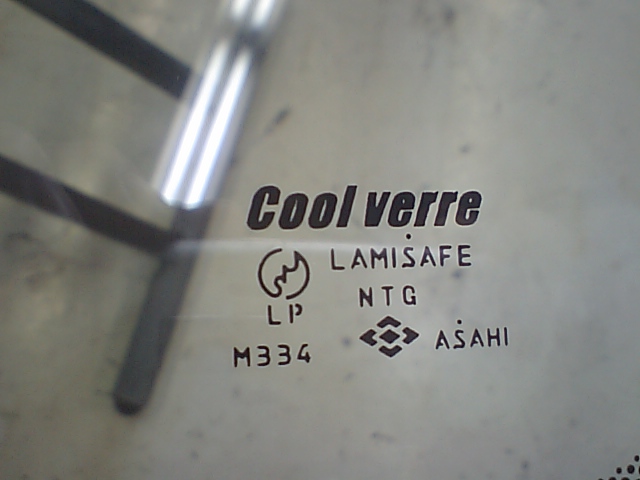 Cool verre
LAMISAFE
LP NTG
M334 ASAHI